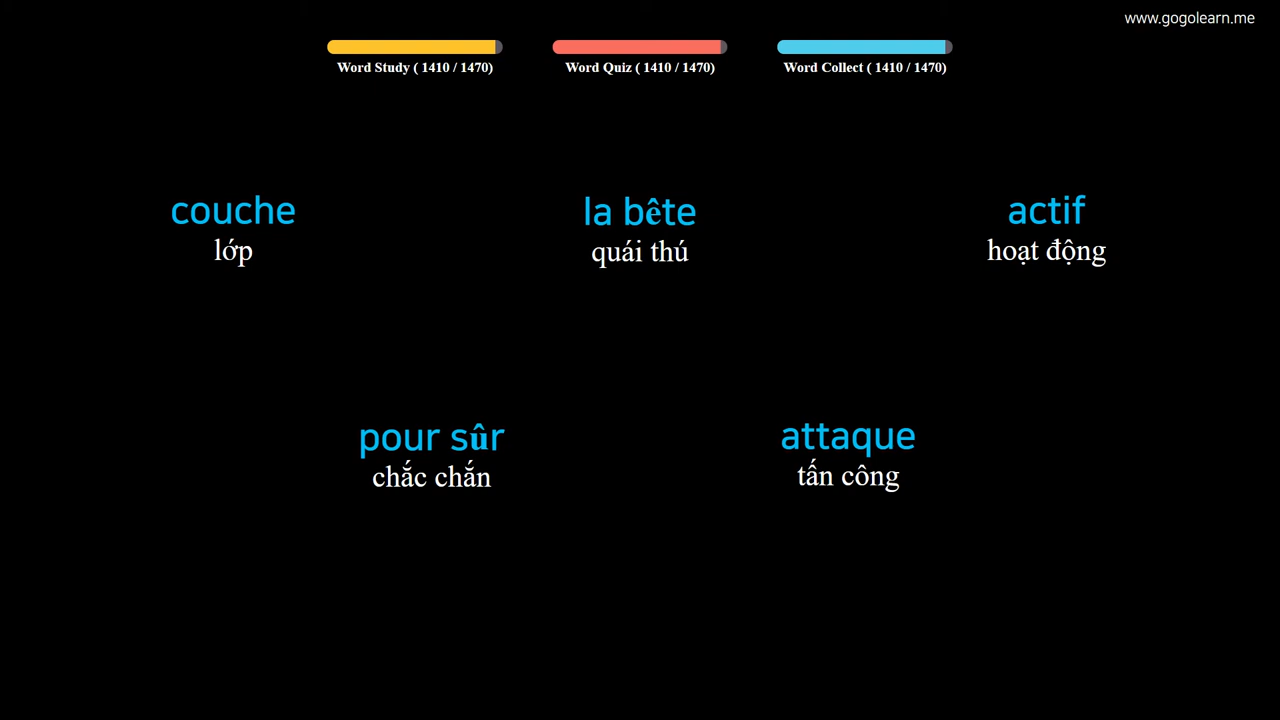 www.gogolearn.me
Word Study ( 1410 / 1470)
Word Quiz ( 1410 / 1470)
Word Collect ( 1410 / 1470)
couche
lớp
la bête
quái thú
actif
hoạt động
pour sûr
chắc chắn
attaque
tấn công